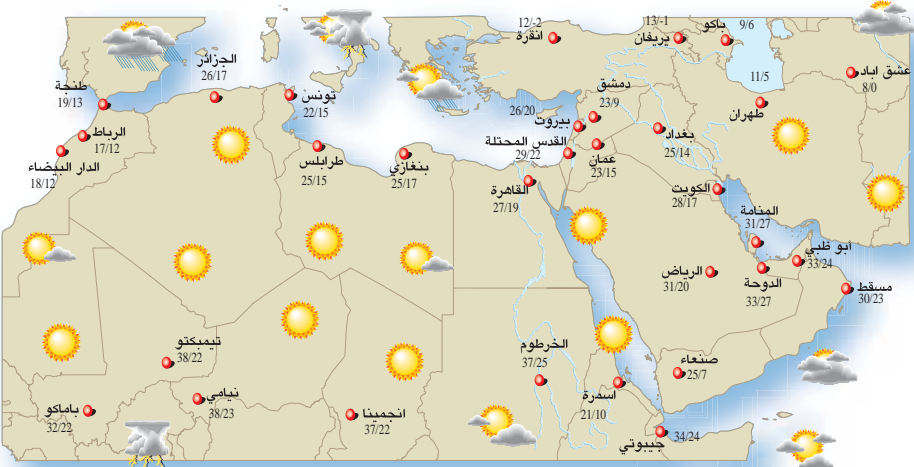 12/-2
أنقرة
13/-1
يريفان
باكو
9/6
11/5
عشق اباد
8/0
طهران
الجزائر
26/17
طنجة
19/13
الرباط
17/12
الدار البيضاء
18/12
تونس
22/15
طرابلس
25/15
بنغازي
25/17
دمشق
23/9
26/20
بيروت
القدس المحتلة
29/22
عمان
23/15
بغداد
25/14
القاهرة
27/19
الكويت
28/17
المنامة
31/27
أبو ظبي
33/24
الدوحة
33/27
الرياض
31/20
مسقط
30/23
تيمبكتو
38/22
نيامي
38/23
باماكو
32/22
انجمينا
37/22
الخرطوم
37/25
اسمرة
21/10
صنعاء
25/7
34/24
جيبوتي